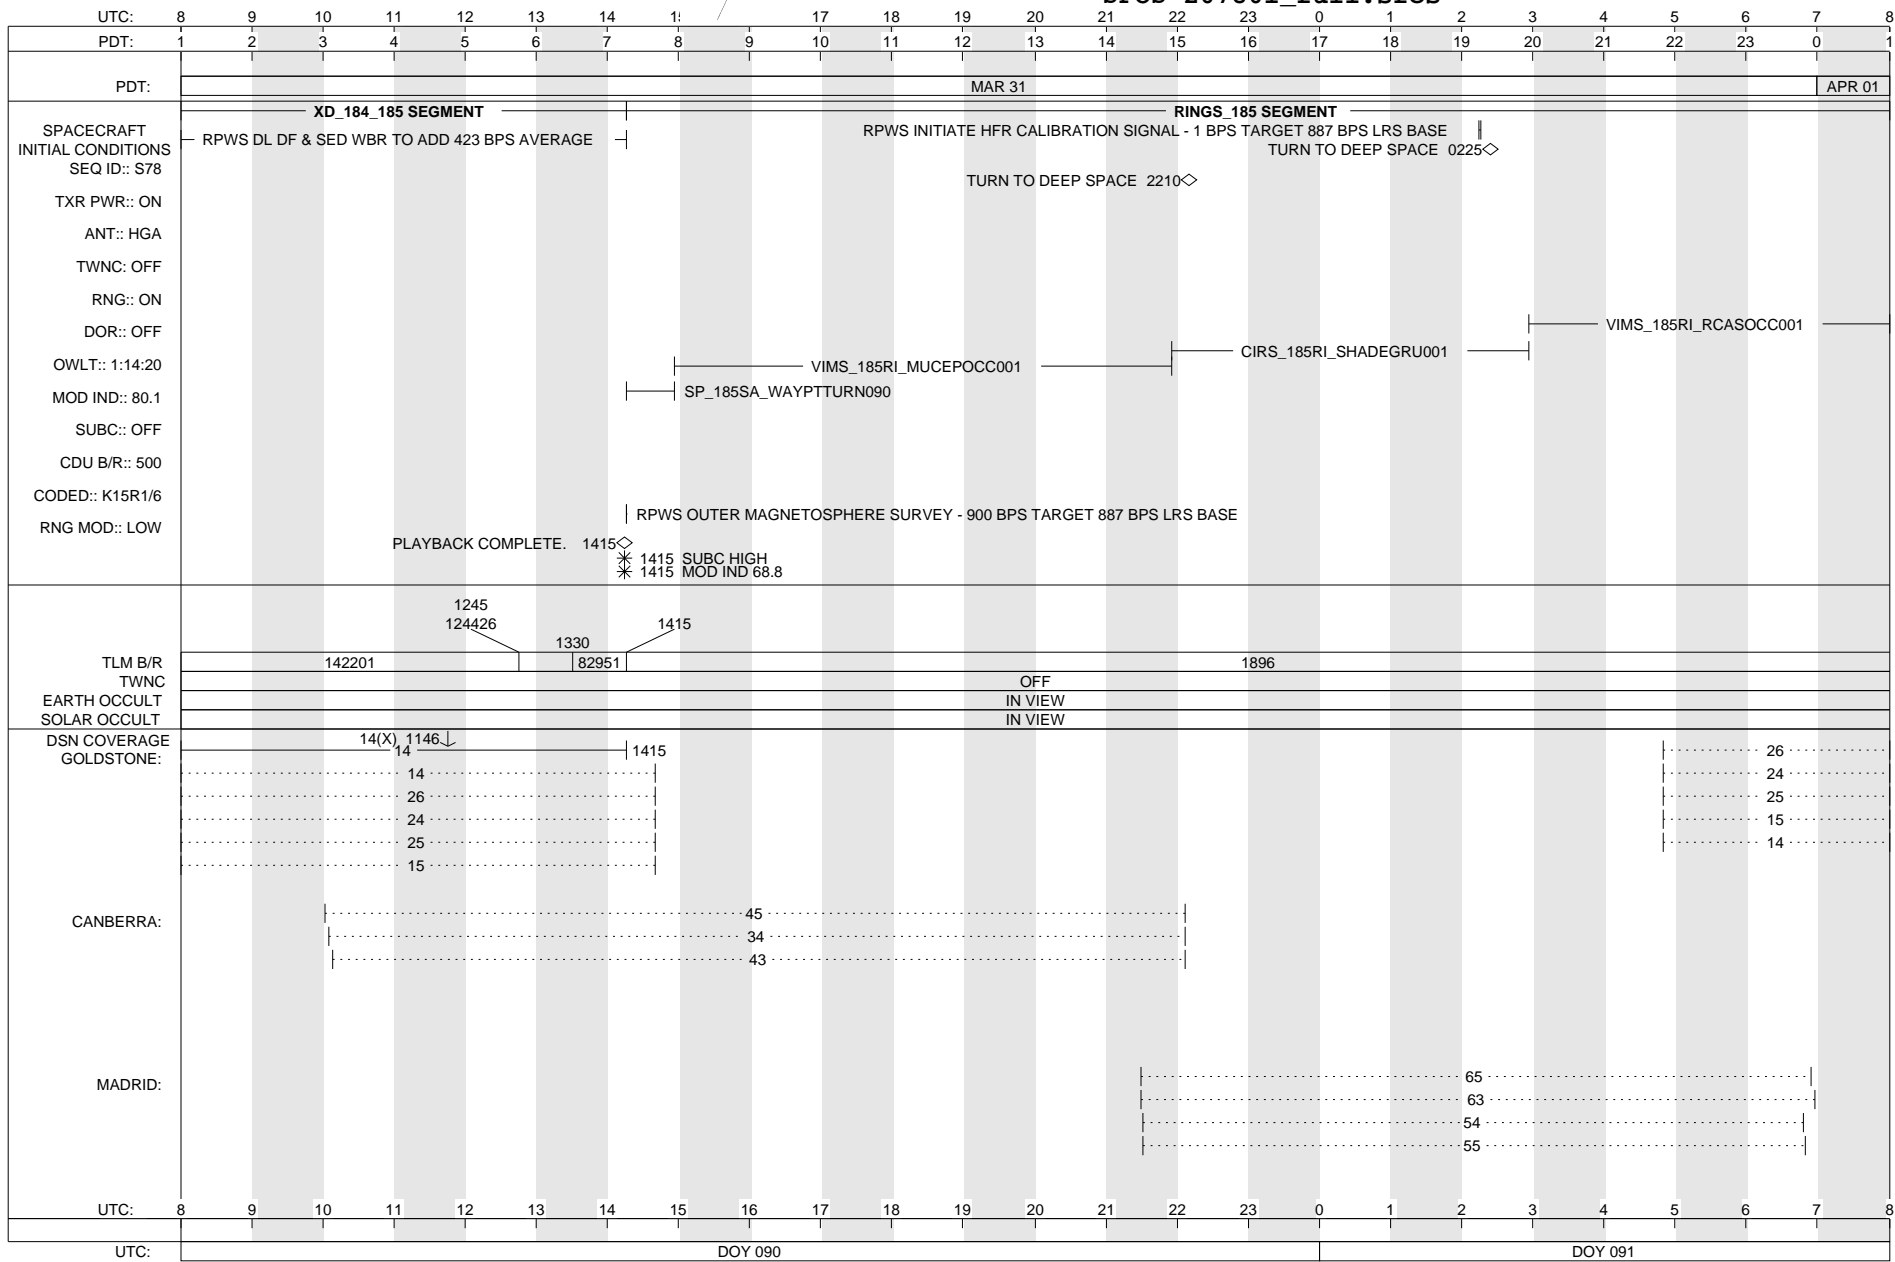 UTC: 8 9 10 11 12 13 14 15 17 18 19 20 21 22 23 0 1 2 3 4 5 6 7 8
PDT: 1 2 3 4 5 6 7 8 9 10 11 12 13 14 15 16 17 18 19 20 21 22 23 0 1
PDT: MAR 31 APR 01
XD_184_185 SEGMENT RINGS_185 SEGMENT
SPACECRAFT RPWS INITIATE HFR CALIBRATION SIGNAL - 1 BPS TARGET 887 BPS LRS BASE
RPWS DL DF & SED WBR TO ADD 423 BPS AVERAGE
INITIAL CONDITIONS TURN TO DEEP SPACE 0225
SEQ ID:: S78
TURN TO DEEP SPACE 2210
TXR PWR:: ON
ANT:: HGA
TWNC: OFF
RNG:: ON
DOR:: OFF VIMS_185RI_RCASOCC001
CIRS_185RI_SHADEGRU001
OWLT:: 1:14:20 VIMS_185RI_MUCEPOCC001
MOD IND:: 80.1 SP_185SA_WAYPTTURN090
SUBC:: OFF
CDU B/R:: 500
CODED:: K15R1/6
RPWS OUTER MAGNETOSPHERE SURVEY - 900 BPS TARGET 887 BPS LRS BASE
RNG MOD:: LOW
PLAYBACK COMPLETE. 1415
1415 SUBC HIGH
1415 MOD IND 68.8
1245
124426 1415
1330
TLM B/R 142201 82951 1896
TWNC OFF
EARTH OCCULT IN VIEW
SOLAR OCCULT IN VIEW
DSN COVERAGE 14(X) 1146
GOLDSTONE: 14 1415 26
14 24
26 25
24 15
25 14
15
CANBERRA: 45
34
43
MADRID: 65
63
54
55
UTC: 8 9 10 11 12 13 14 15 16 17 18 19 20 21 22 23 0 1 2 3 4 5 6 7 8
UTC: DOY 090 DOY 091